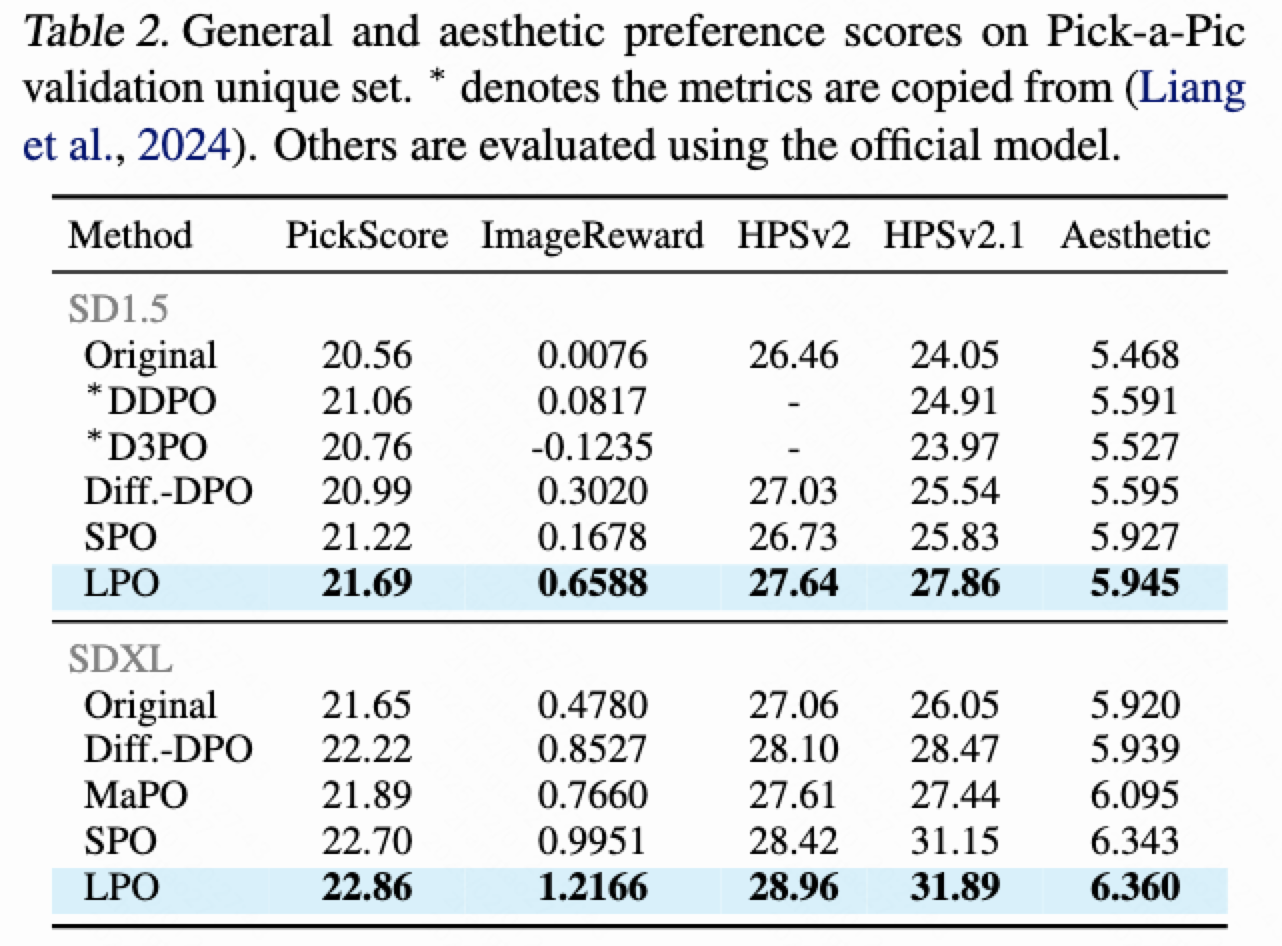 Table 2. General and aesthetic preference scores on Pick-a-Pic
validation unique set. * denotes the metrics are copied from (Liang
et al., 2024). Others are evaluated using the official model.
Method PickScore ImageReward HPSv2 HPSv2.1 Aesthetic
SD1.5
Original 20.56 0.0076 26.46 24.05 5.468
*DDPO 21.06 0.0817 - 24.91 5.591
*D3PO 20.76 -0.1235 - 23.97 5.527
Diff.-DPO 20.99 0.3020 27.03 25.54 5.595
SPO 21.22 0.1678 26.73 25.83 5.927
LPO 21.69 0.6588 27.64 27.86 5.945
SDXL
Original 21.65 0.4780 27.06 26.05 5.920
Diff.-DPO 22.22 0.8527 28.10 28.47 5.939
MaPO 21.89 0.7660 27.61 27.44 6.095
SPO 22.70 0.9951 28.42 31.15 6.343
LPO 22.86 1.2166 28.96 31.89 6.360